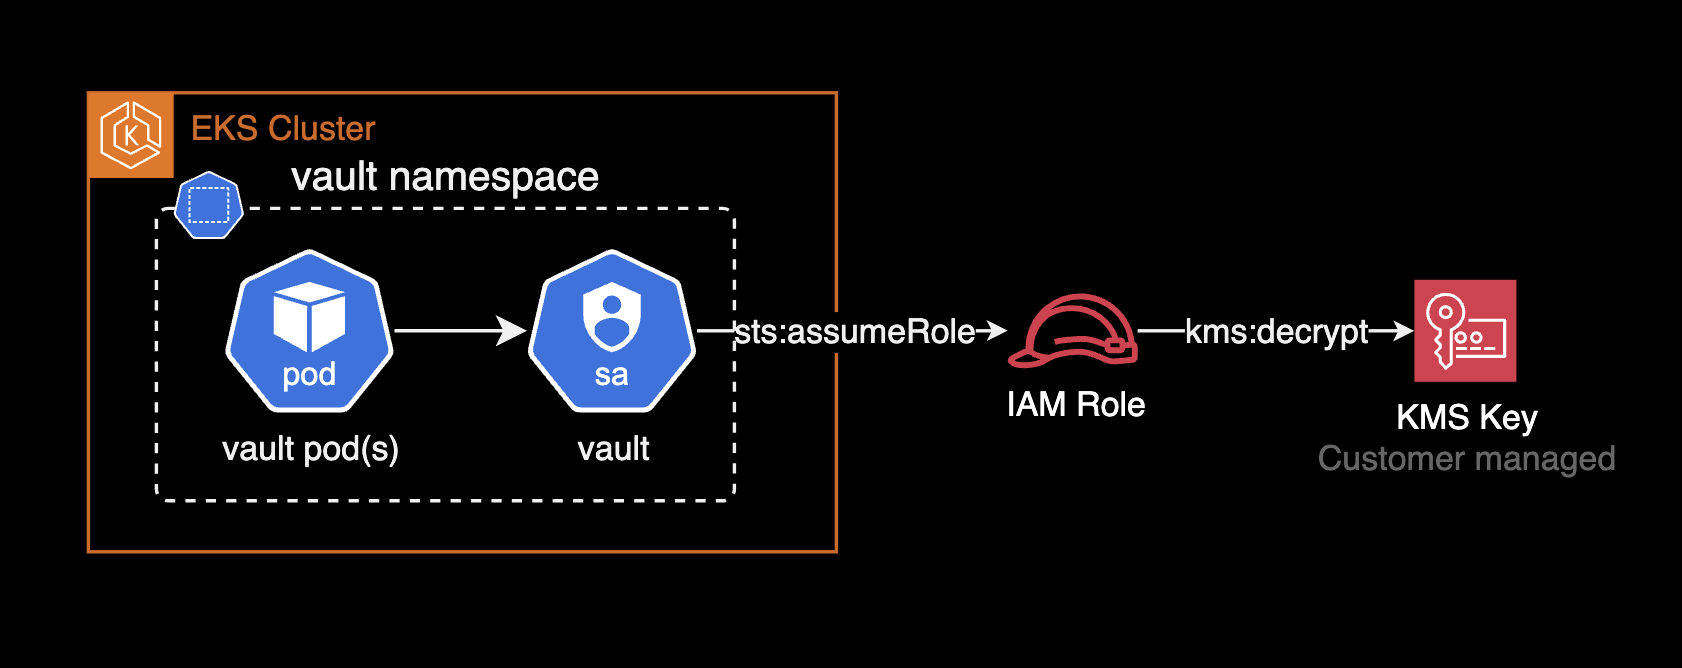 EKS Cluster
vault namespace
K
pod
sa
sts:assumeRole
kms:decrypt
IAM Role
KMS Key
Customer managed
vault pod(s)
vault